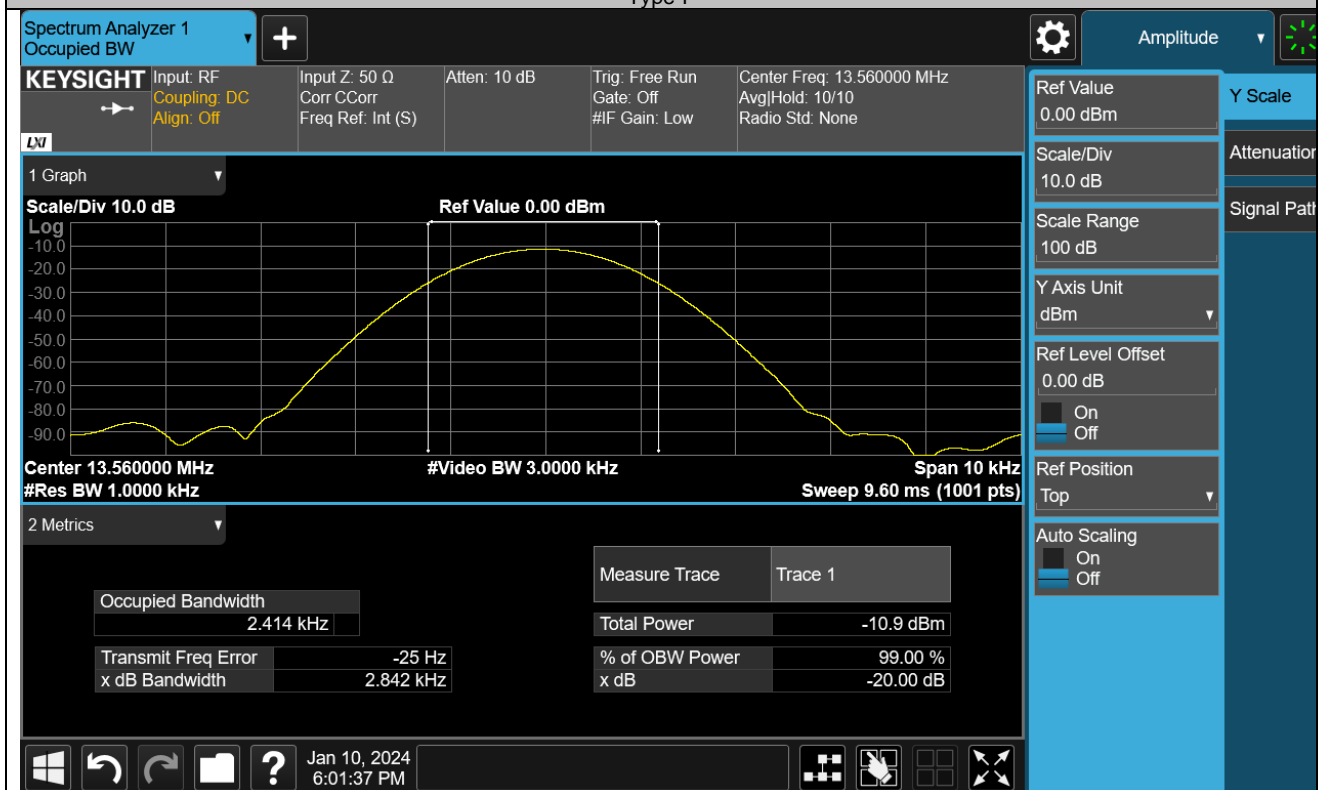 Type 1
Spectrum Analyzer 1
Occupied BW
+
Amplitude
KEYSIGHT
LXI
Input: RF
Coupling: DC
Align: Off
Input Z: 50 Ω
Corr CCorr
Freq Ref: Int (S)
Atten: 10 dB
Trig: Free Run
Gate: Off
#IF Gain: Low
Center Freq: 13.560000 MHz
Avg|Hold: 10/10
Radio Std: None
1 Graph
Scale/Div 10.0 dB
Ref Value 0.00 dBm
Log
-10.0
-20.0
-30.0
-40.0
-50.0
-60.0
-70.0
-80.0
-90.0
Center 13.560000 MHz
#Video BW 3.0000 kHz
Span 10 kHz
#Res BW 1.0000 kHz
Sweep 9.60 ms (1001 pts)
2 Metrics
Measure Trace Trace 1
Occupied Bandwidth
2.414 kHz
Total Power -10.9 dBm
Transmit Freq Error -25 Hz
% of OBW Power 99.00 %
x dB Bandwidth 2.842 kHz
x dB -20.00 dB
Ref Value
0.00 dBm
Scale/Div
10.0 dB
Scale Range
100 dB
Y Axis Unit
dBm
Ref Level Offset
0.00 dB
On
Off
Ref Position
Top
Auto Scaling
On
Off
Y Scale
Attenuation
Signal Path
?
Jan 10, 2024
6:01:37 PM